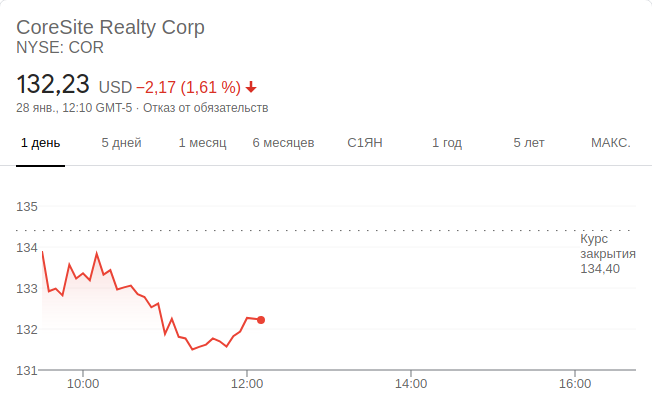 CoreSite Realty Corp
NYSE: COR
132,23 USD −2,17 (1,61 %)
28 янв., 12:10 GMT-5 · Отказ от обязательств
1 день 5 дней 1 месяц 6 месяцев С1ЯН 1 год 5 лет МАКС.
135
Курс
закрытия
134,40
134
133
132
131
10:00 12:00 14:00 16:00